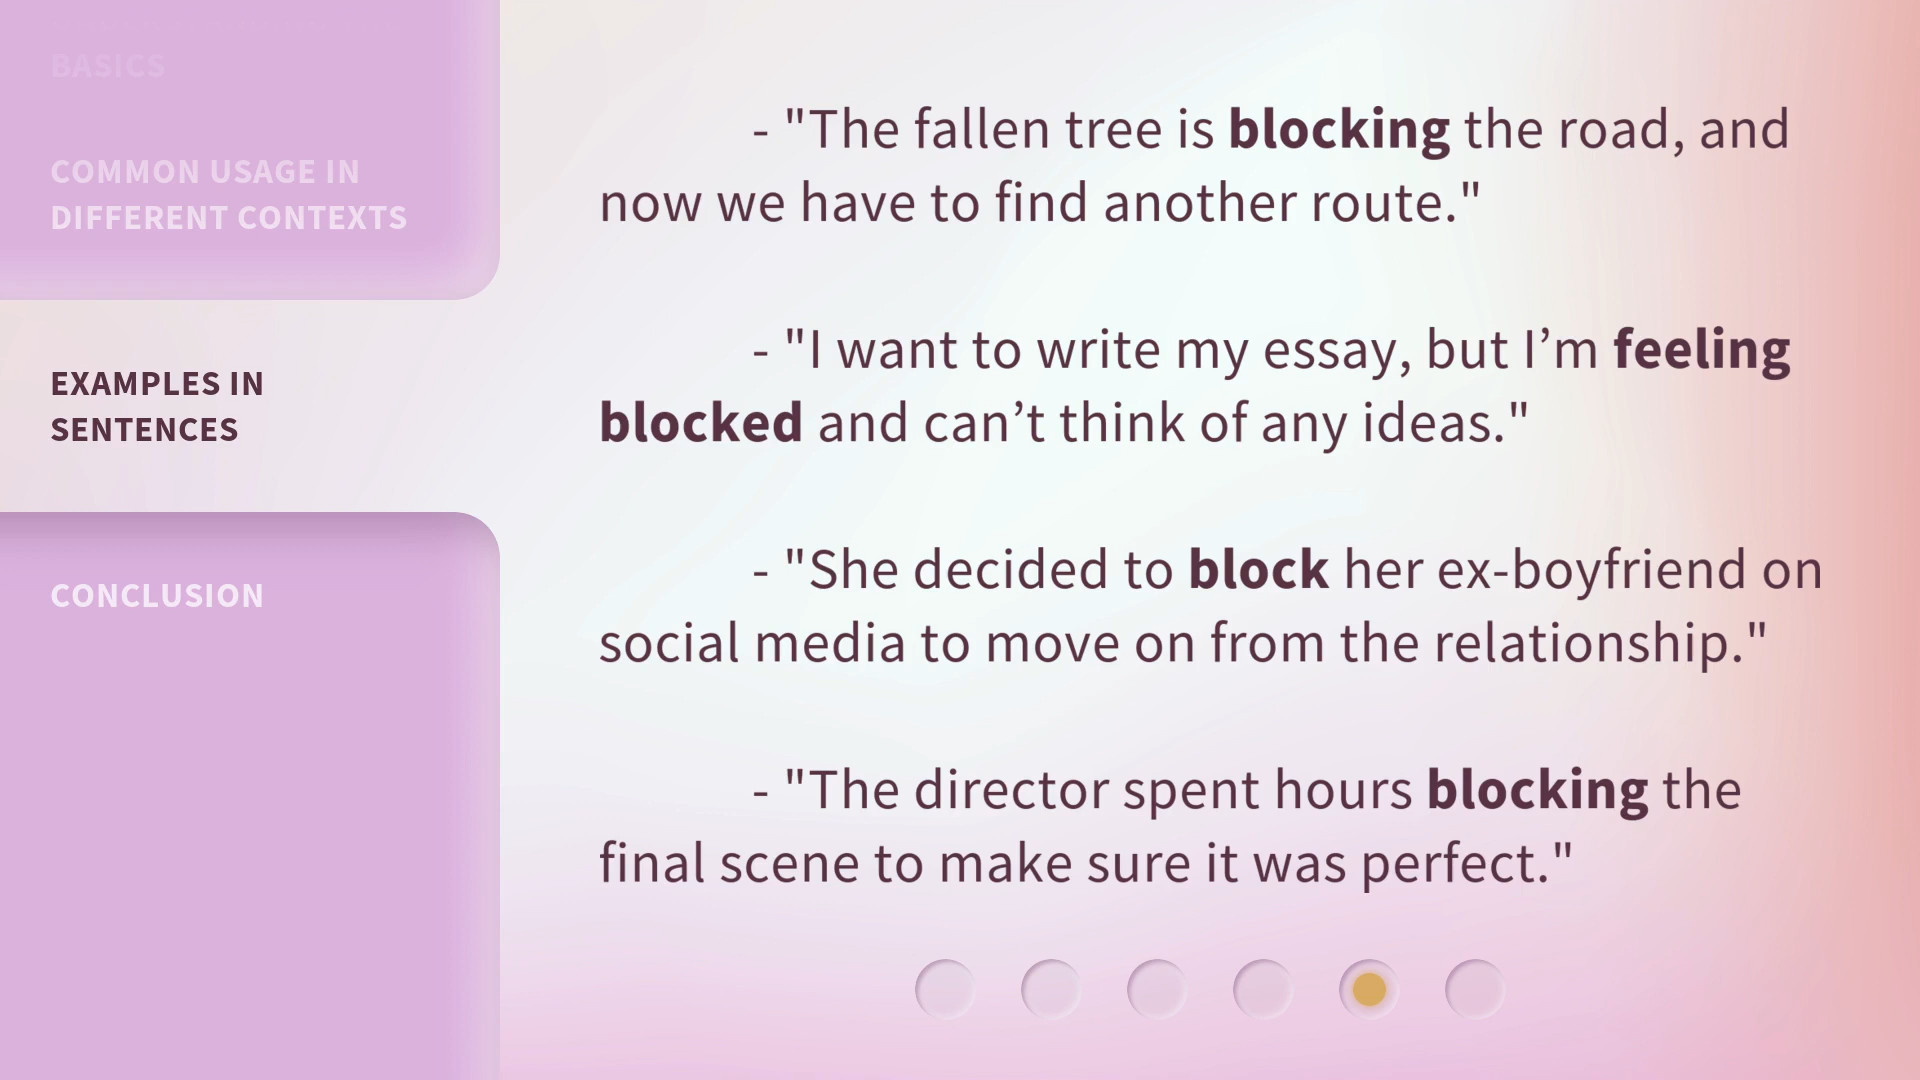 BASICS
COMMON USAGE IN
DIFFERENT CONTEXTS
EXAMPLES IN
SENTENCES
CONCLUSION
- "The fallen tree is blocking the road, and
now we have to find another route."
- "I want to write my essay, but I’m feeling
blocked and can’t think of any ideas."
- "She decided to block her ex-boyfriend on
social media to move on from the relationship."
- "The director spent hours blocking the
final scene to make sure it was perfect."